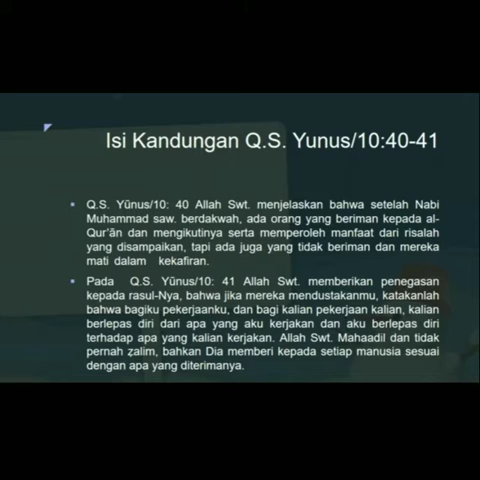 Isi Kandungan Q.S. Yunus/10:40-41
▪ Q.S. Yūnus/10: 40 Allah Swt. menjelaskan bahwa setelah Nabi
Muhammad saw. berdakwah, ada orang yang beriman kepada al-
Qur'ān dan mengikutinya serta memperoleh manfaat dari risalah
yang disampaikan, tapi ada juga yang tidak beriman dan mereka
mati dalam kekafiran.
▪ Pada Q.S. Yūnus/10: 41 Allah Swt. memberikan penegasan
kepada rasul-Nya, bahwa jika mereka mendustakanmu, katakanlah
bahwa bagiku pekerjaanku, dan bagi kalian pekerjaan kalian, kalian
berlepas diri dari apa yang aku kerjakan dan aku berlepas diri
terhadap apa yang kalian kerjakan. Allah Swt. Mahaadil dan tidak
pernah zalim, bahkan Dia memberi kepada setiap manusia sesuai
dengan apa yang diterimanya.